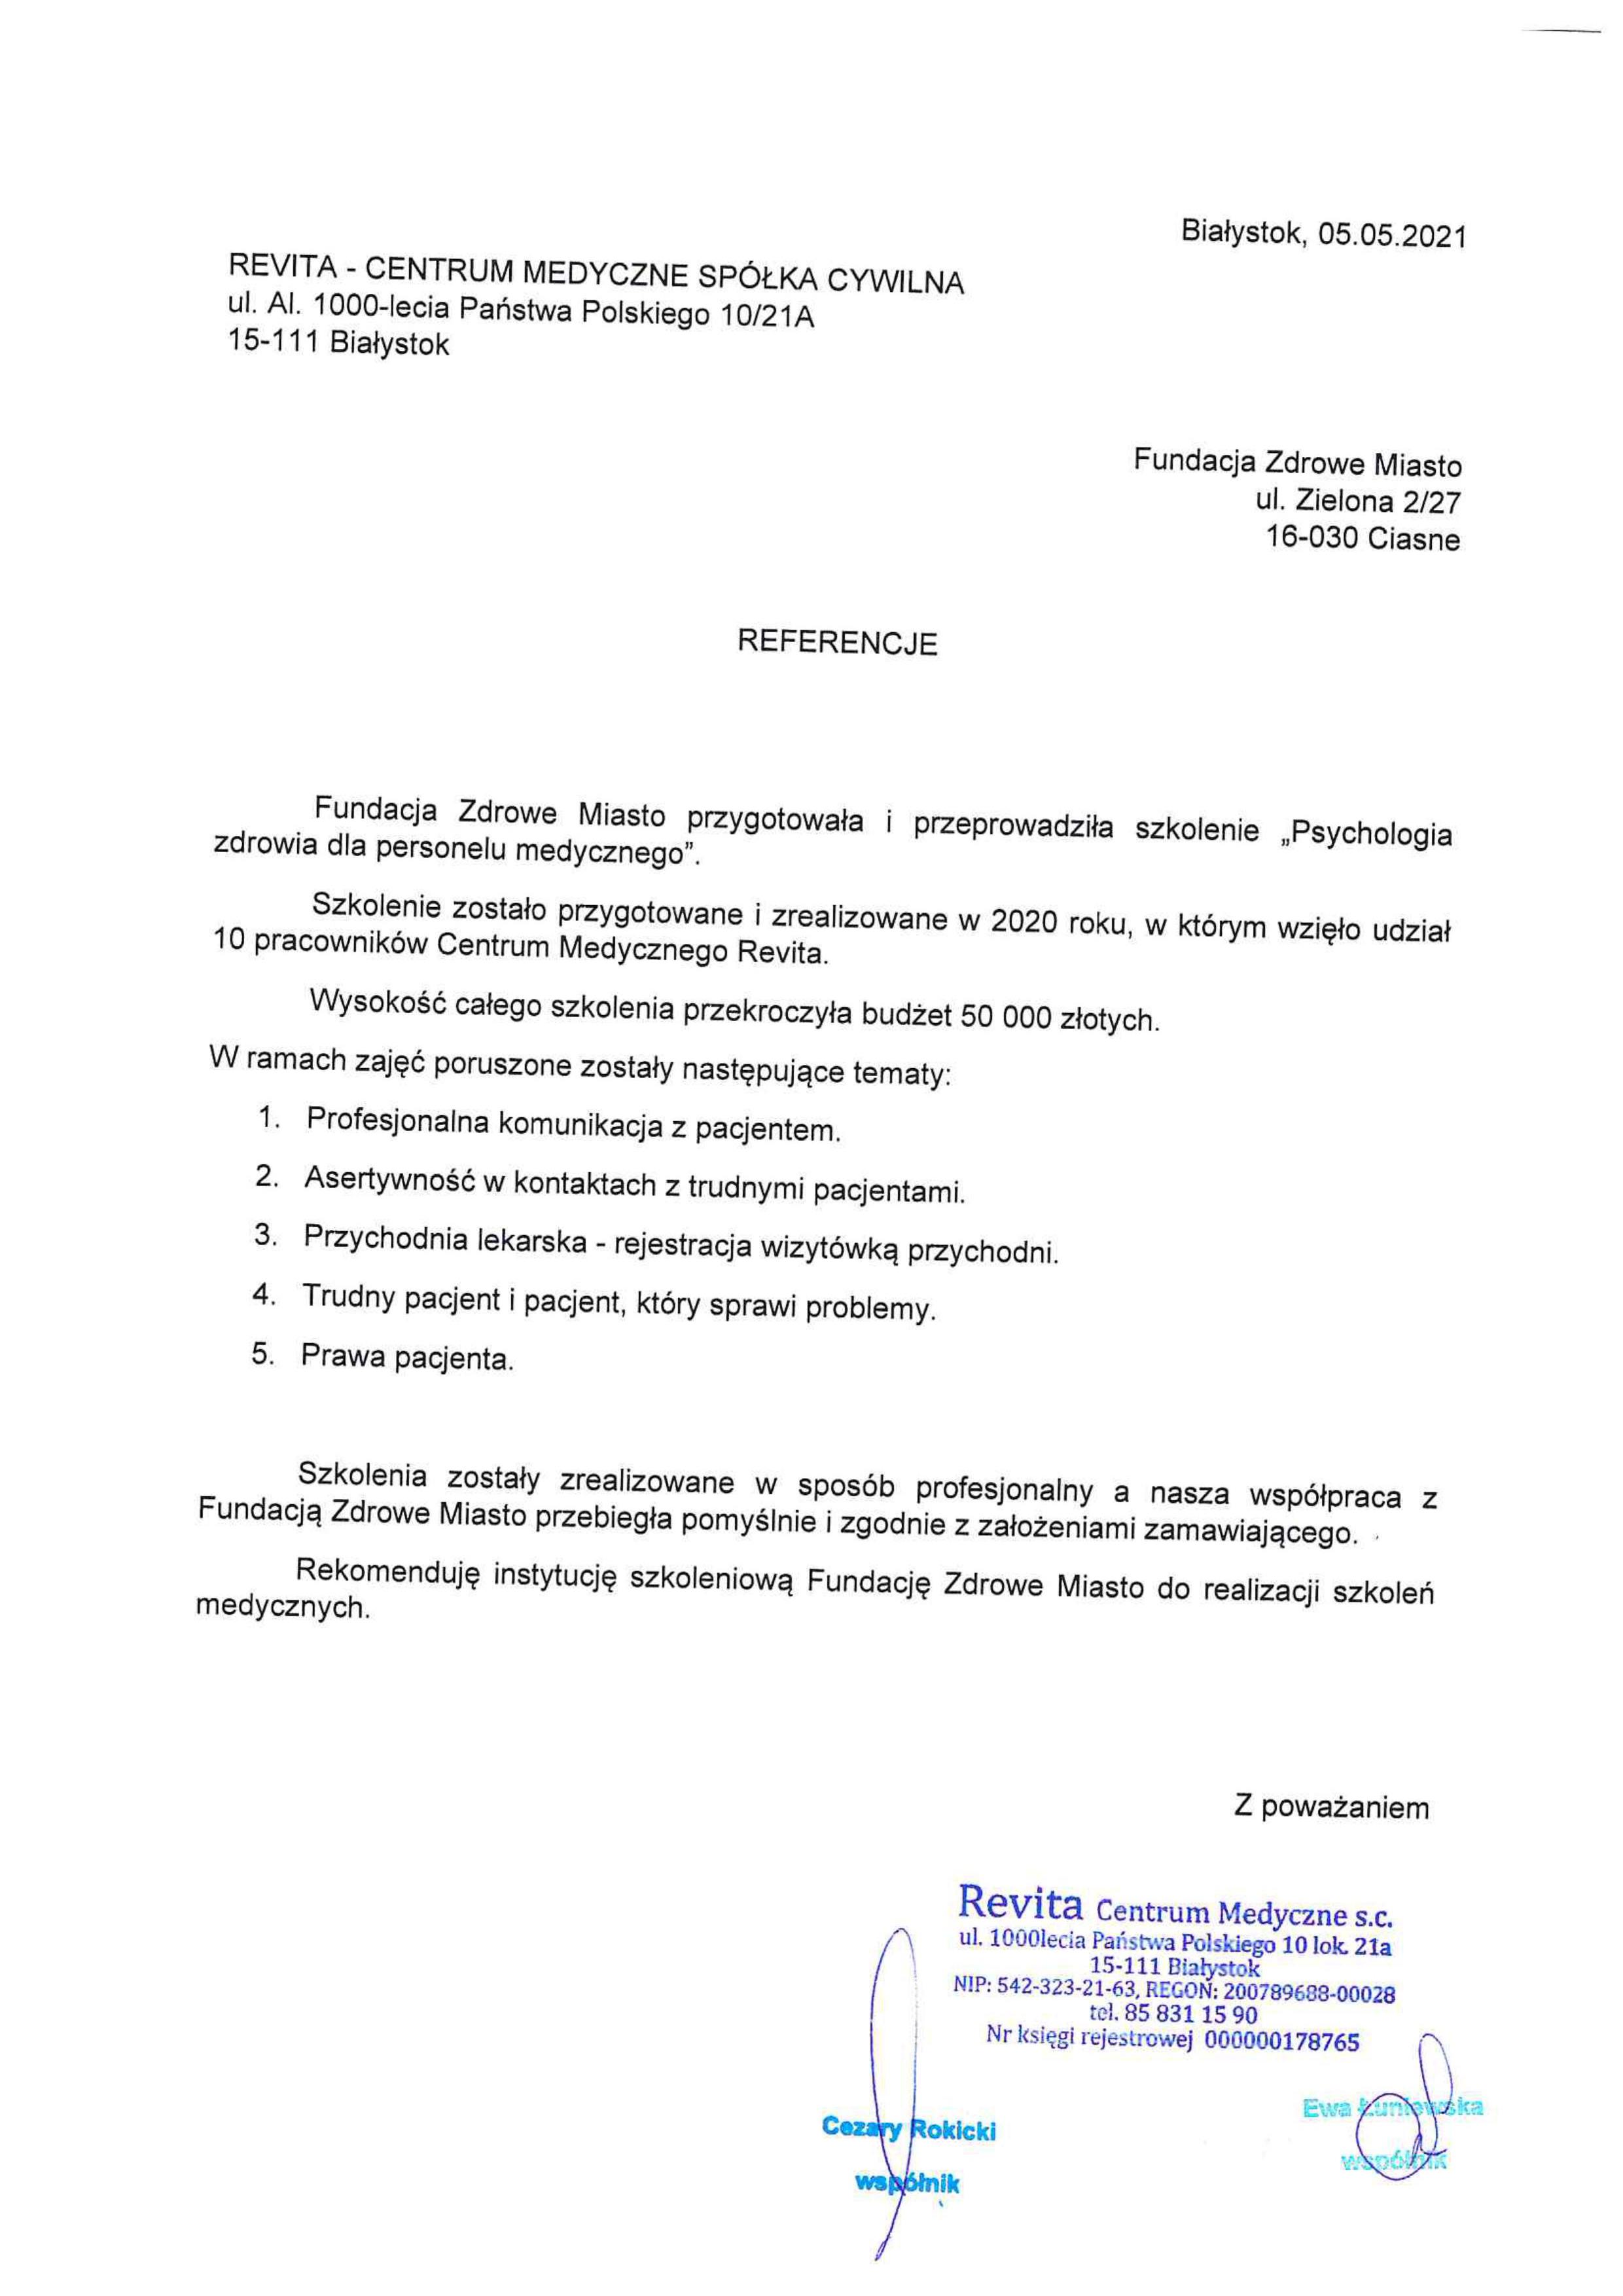 Białystok, 05.05.2021
REVITA - CENTRUM MEDYCZNE SPÓŁKA CYWILNA
ul. Al. 1000-lecia Państwa Polskiego 10/21A
15-111 Białystok
Fundacja Zdrowe Miasto
ul. Zielona 2/27
16-030 Ciasne
REFERENCJE
Fundacja Zdrowe Miasto przygotowała i przeprowadziła szkolenie „Psychologia
zdrowia dla personelu medycznego”.
Szkolenie zostało przygotowane i zrealizowane w 2020 roku, w którym wzięło udział
10 pracowników Centrum Medycznego Revita.
Wysokość całego szkolenia przekroczyła budżet 50 000 złotych.
W ramach zajęć poruszone zostały następujące tematy:
1. Profesjonalna komunikacja z pacjentem.
2. Asertywność w kontaktach z trudnymi pacjentami.
3. Przychodnia lekarska - rejestracja wizytówką przychodni.
4. Trudny pacjent i pacjent, który sprawi problemy.
5. Prawa pacjenta.
Szkolenia zostały zrealizowane w sposób profesjonalny a nasza współpraca z
Fundacją Zdrowe Miasto przebiegła pomyślnie i zgodnie z założeniami zamawiającego.
Rekomenduję instytucję szkoleniową Fundację Zdrowe Miasto do realizacji szkoleń
medycznych.
Z poważaniem
Revita Centrum Medyczne s.c.
ul. 1000lecia Państwa Polskiego 10 lok. 21a
15-111 Białystok
NIP: 542-323-21-63, REGON: 200789688-00028
tel. 85 831 15 90
Nr księgi rejestrowej 000000178765
Cezary Rokicki
wspólnik
Ewa Łuniewska
wspólnik